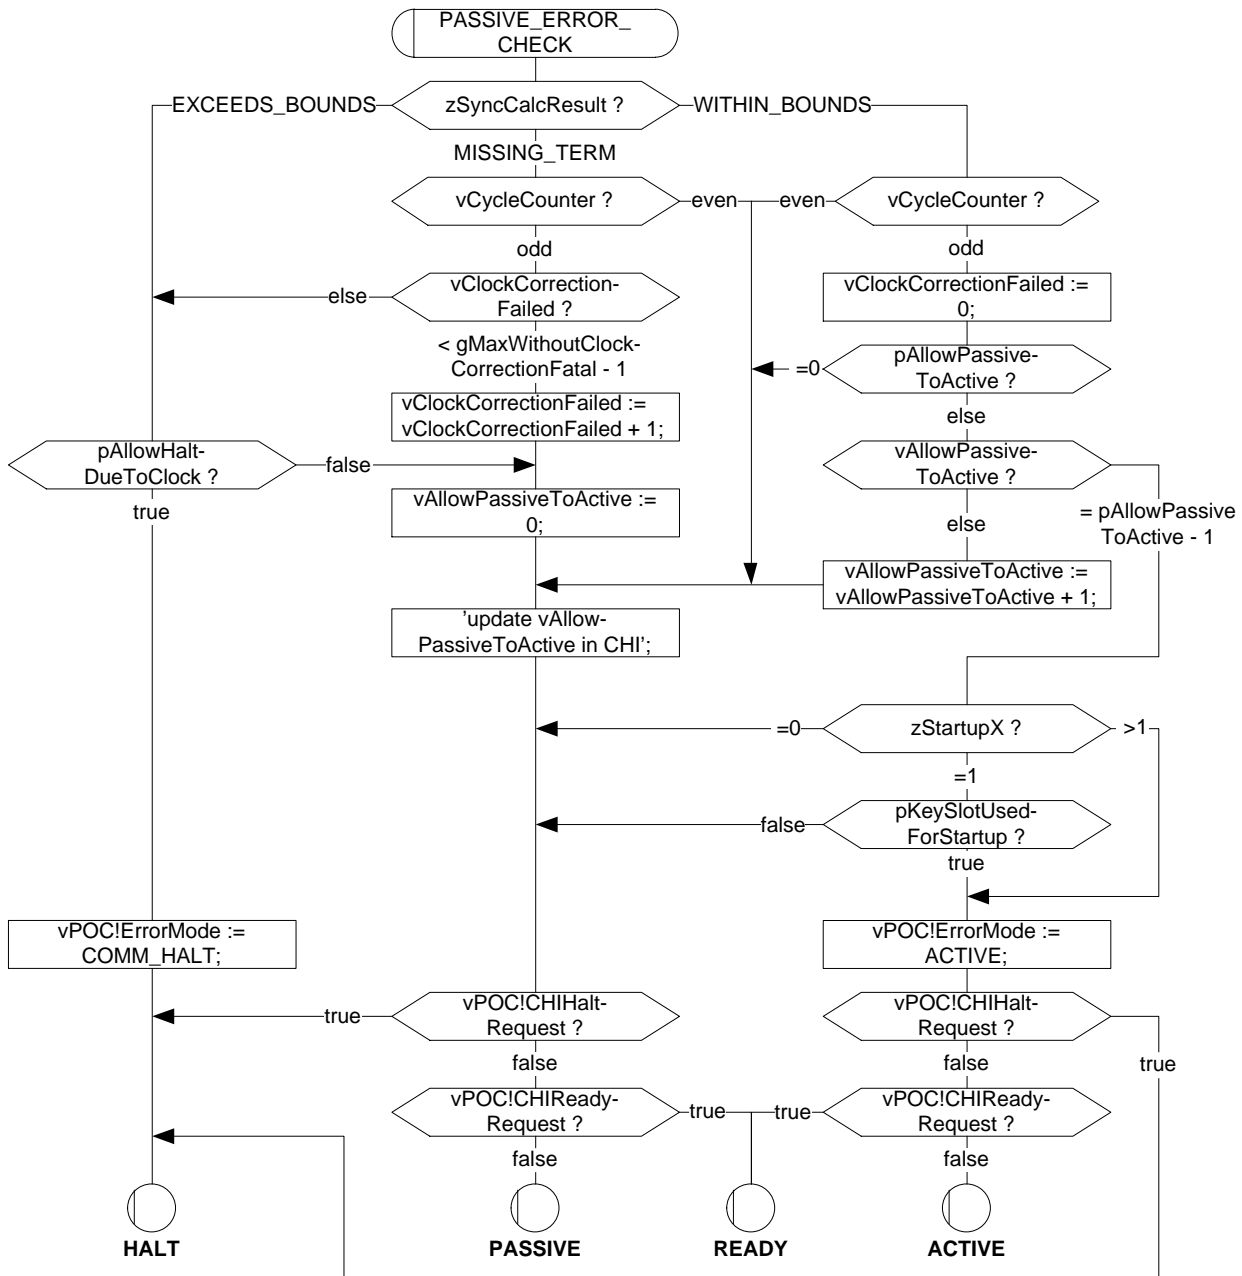 PASSIVE_ERROR_
CHECK
EXCEEDS_BOUNDS
zSyncCalcResult ?
WITHIN_BOUNDS
MISSING_TERM
vCycleCounter ?
even
even
vCycleCounter ?
odd
odd
else
vClockCorrection-
Failed ?
vClockCorrectionFailed :=
0;
< gMaxWithoutClock-
CorrectionFatal - 1
=0
pAllowPassive-
ToActive ?
else
vClockCorrectionFailed :=
vClockCorrectionFailed + 1;
pAllowHalt-
DueToClock ?
false
vAllowPassive-
ToActive ?
true
vAllowPassiveToActive :=
0;
else
= pAllowPassive
ToActive - 1
vAllowPassiveToActive :=
vAllowPassiveToActive + 1;
'update vAllow-
PassiveToActive in CHI';
=0
zStartupX ?
>1
=1
false
pKeySlotUsed-
ForStartup ?
true
vPOC!ErrorMode :=
COMM_HALT;
vPOC!ErrorMode :=
ACTIVE;
true
vPOC!CHIHalt-
Request ?
vPOC!CHIHalt-
Request ?
false
false
true
vPOC!CHIReady-
Request ?
true
true
vPOC!CHIReady-
Request ?
false
false
HALT
PASSIVE
READY
ACTIVE